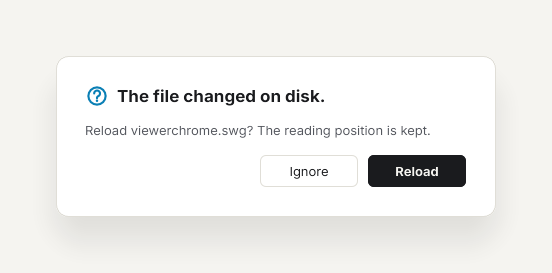 The file changed on disk.
Reload viewerchrome.swg? The reading position is kept.
Ignore
Reload